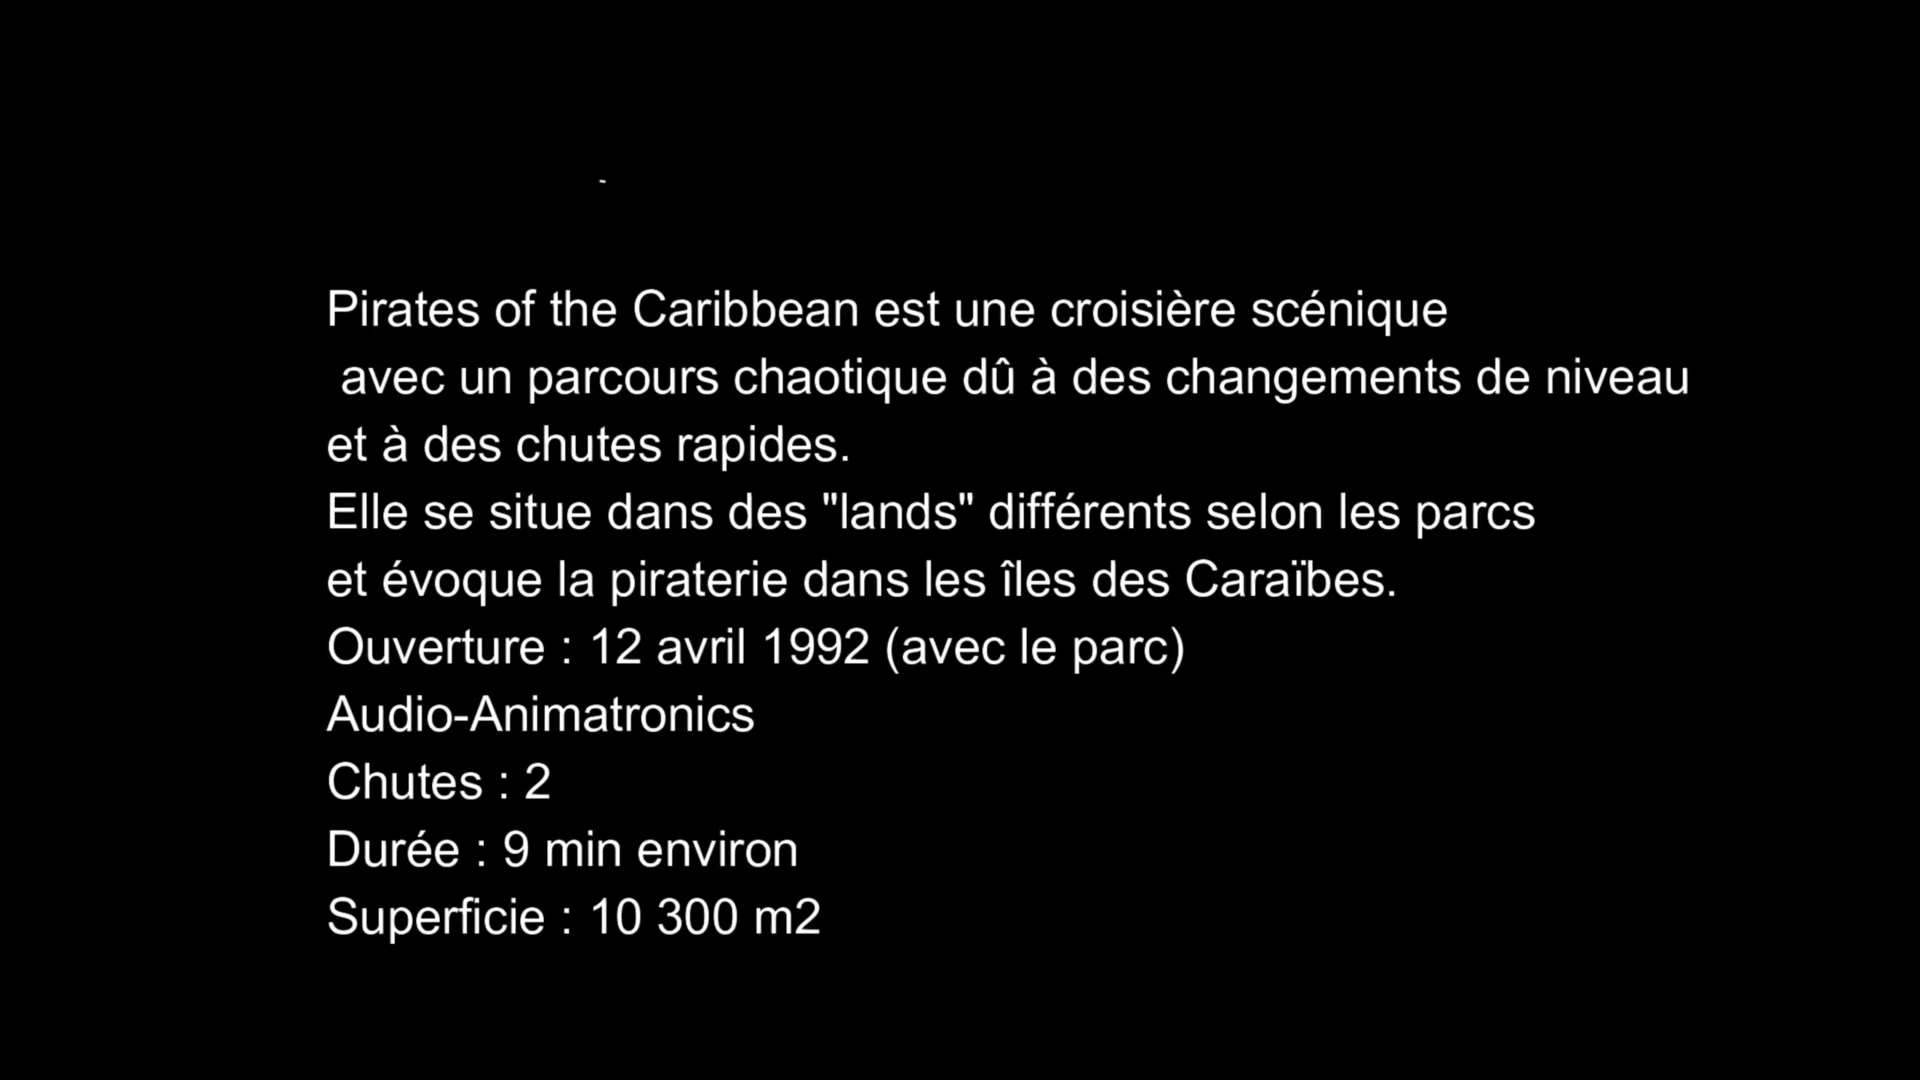 Pirates of the Caribbean est une croisière scénique
avec un parcours chaotique dû à des changements de niveau
et à des chutes rapides.
Elle se situe dans des "lands" différents selon les parcs
et évoque la piraterie dans les îles des Caraïbes.
Ouverture : 12 avril 1992 (avec le parc)
Audio-Animatronics
Chutes : 2
Durée : 9 min environ
Superficie : 10 300 m2